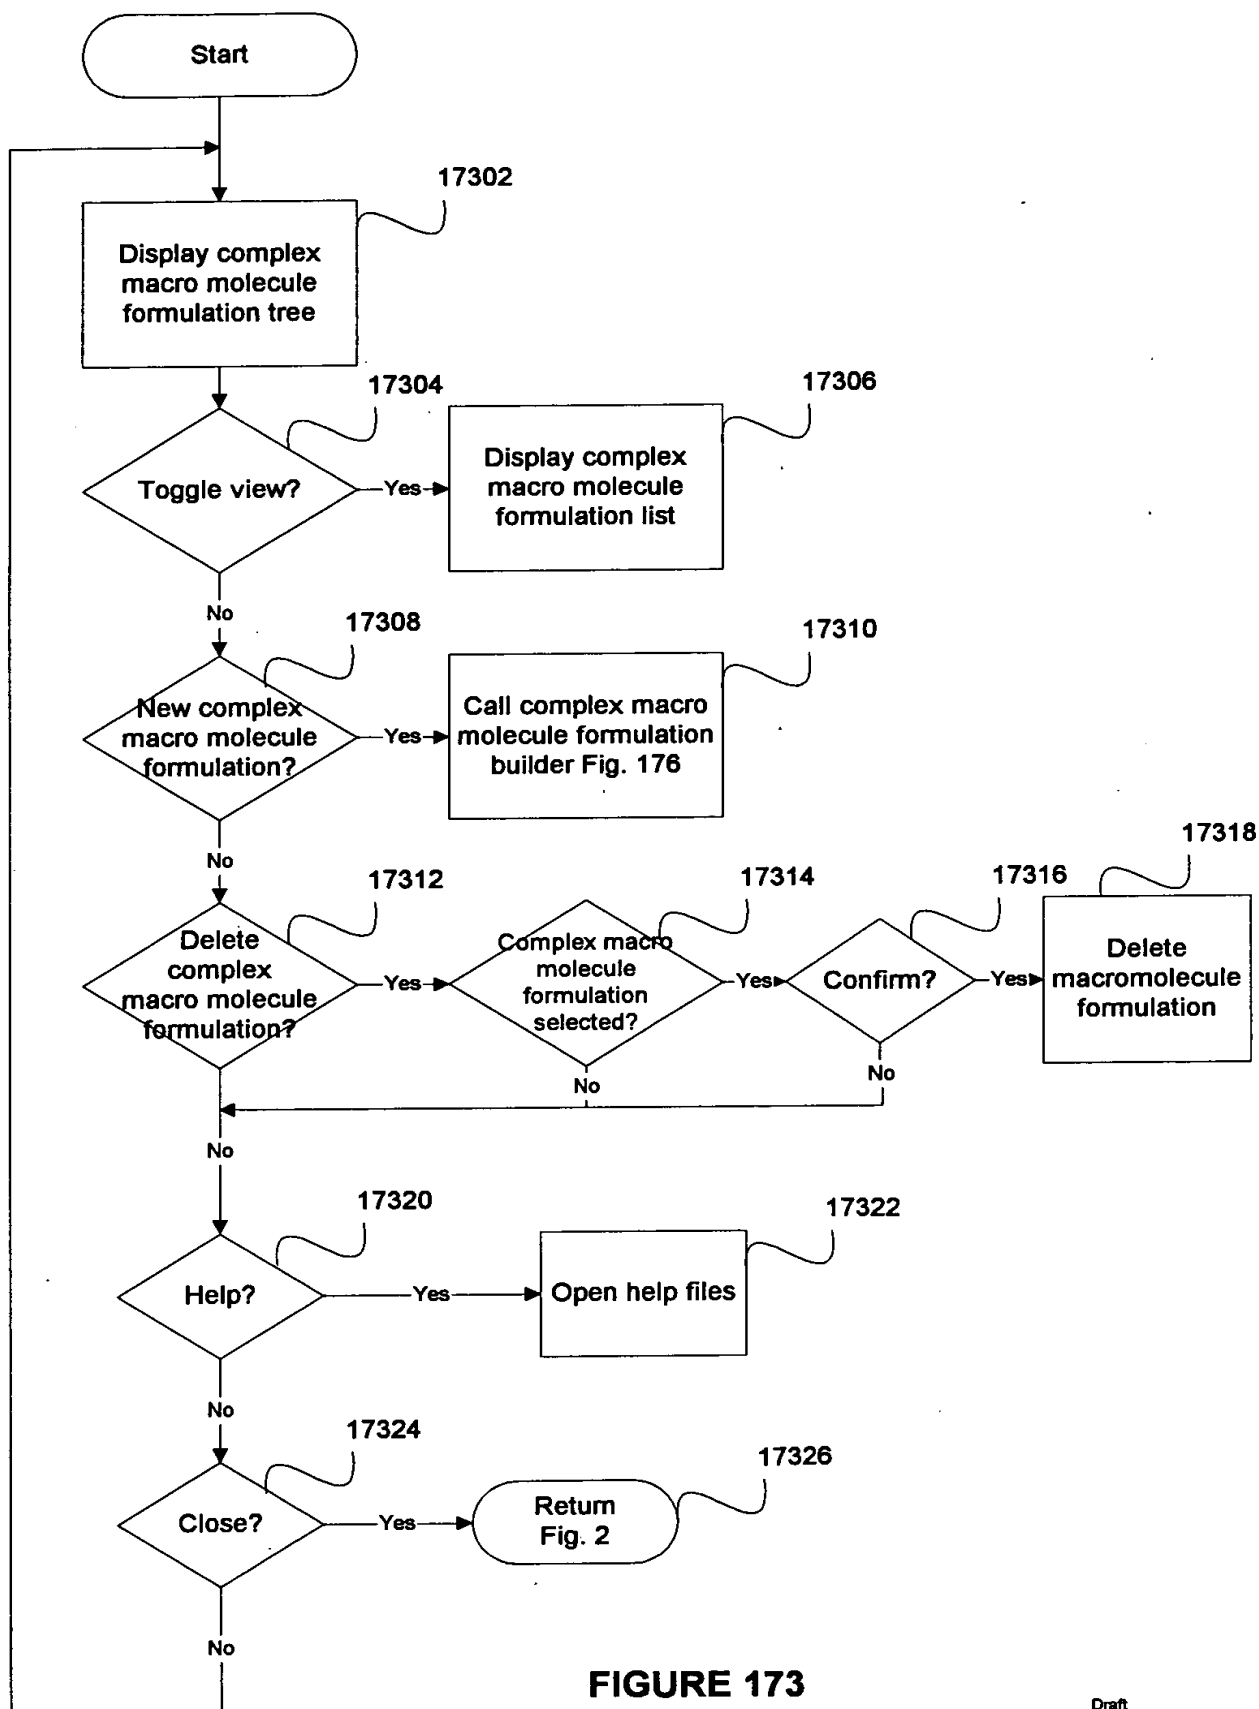 Start
17302
Display complex
macro molecule
formulation tree
17304
Toggle view?
Yes
17306
Display complex
macro molecule
formulation list
No
17308
New complex
macro molecule
formulation?
Yes
17310
Call complex macro
molecule formulation
builder Fig. 176
No
17312
Delete
complex
macro molecule
formulation?
Yes
17314
Complex macro
molecule
formulation
selected?
Yes
17316
Confirm?
Yes
17318
Delete
macromolecule
formulation
No
No
No
17320
Help?
Yes
17322
Open help files
No
17324
Close?
Yes
17326
Return
Fig. 2
No
FIGURE 173
Draft